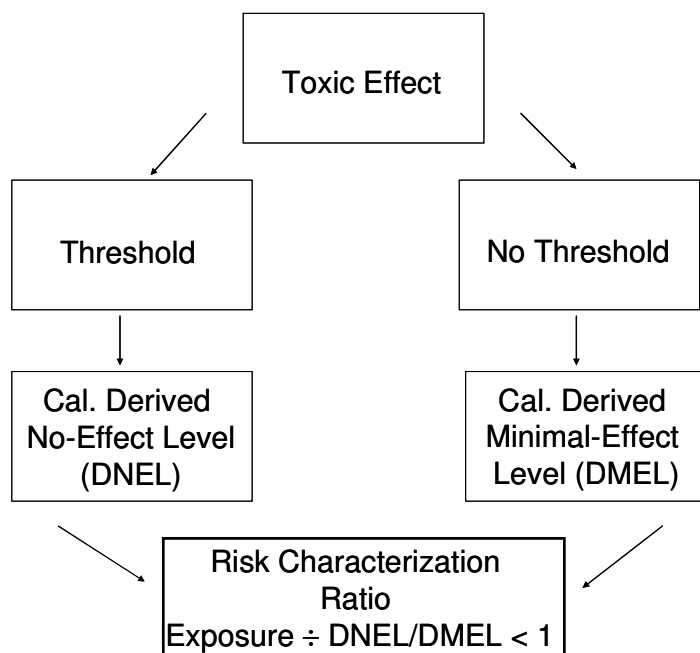 Toxic Effect
Threshold
No Threshold
Cal. Derived
No-Effect Level
(DNEL)
Cal. Derived
Minimal-Effect
Level (DMEL)
Risk Characterization
Ratio
Exposure ÷ DNEL/DMEL < 1